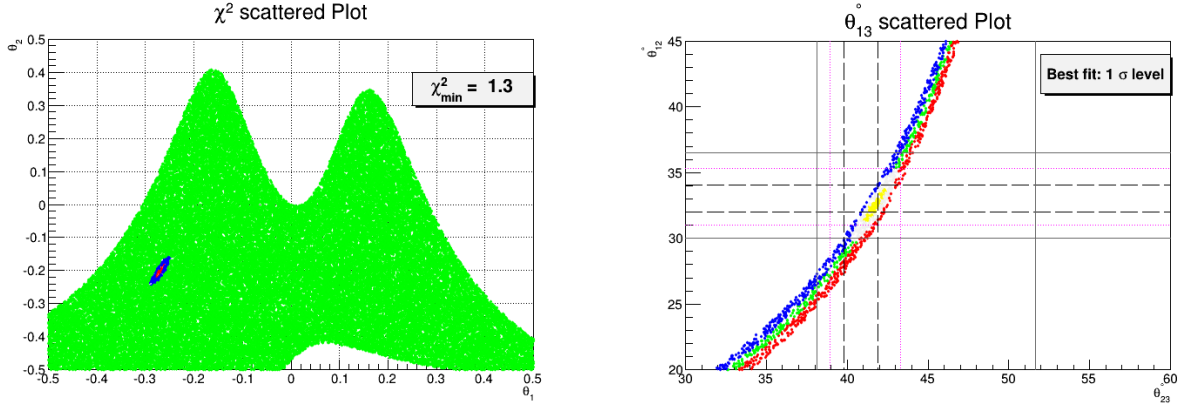 χ² scattered Plot
θ₂
χ²min = 1.3
0.5
0.4
0.3
0.2
0.1
0
-0.1
-0.2
-0.3
-0.4
-0.5
-0.5 -0.4 -0.3 -0.2 -0.1 0 0.1 0.2 0.3 0.4 0.5
θ₁
θ°₁₃ scattered Plot
θ°₁₂
Best fit: 1 σ level
45
40
35
30
25
20
30 35 40 45 50 55 60
θ°₂₃